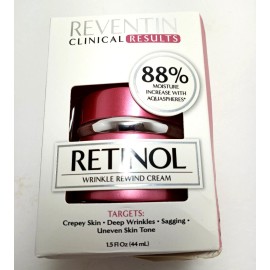 REVENTIN
CLINICAL RESULTS
88%
MOISTURE
INCREASE WITH
AQUASPHERES*
RETINOL
WRINKLE REWIND CREAM
TARGETS:
Crepey Skin • Deep Wrinkles • Sagging •
Uneven Skin Tone
1.5 Fl Oz (44 mL)